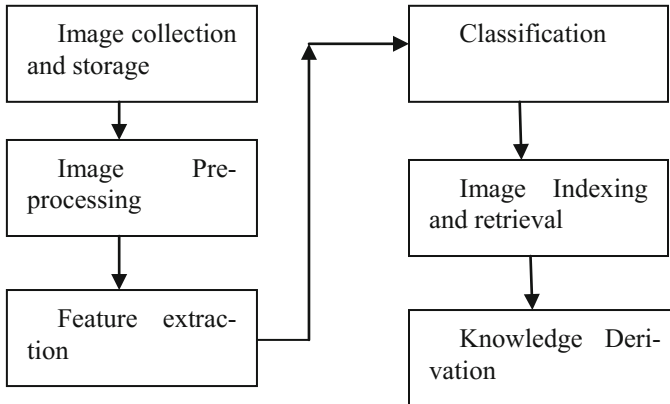 Image collection
and storage
Image Pre-
processing
Feature extrac-
tion
Classification
Image Indexing
and retrieval
Knowledge Deri-
vation